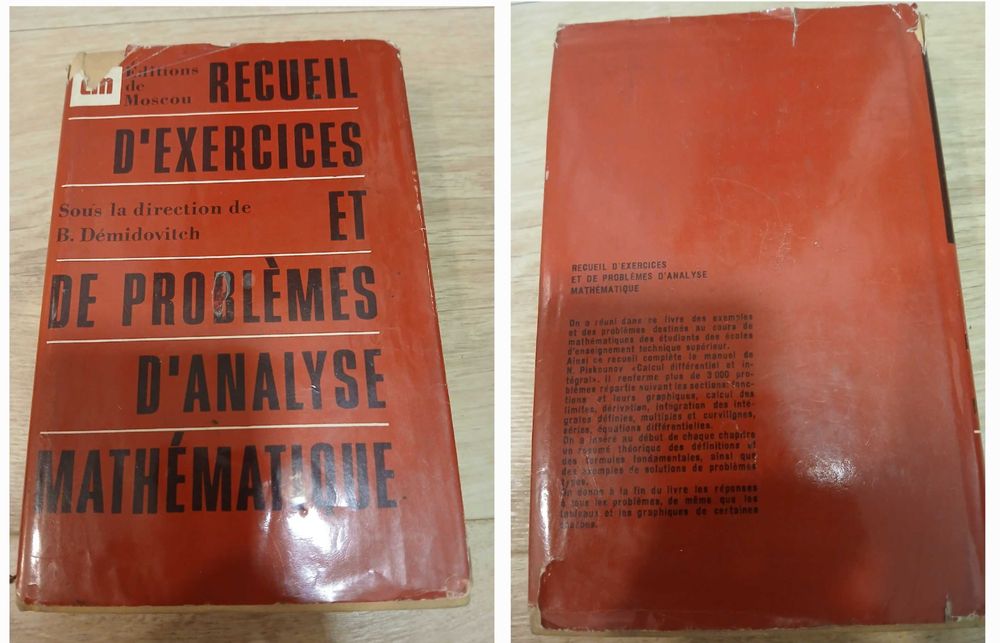 Éditions
de
Moscou
RECUEIL
D'EXERCICES
Sous la direction de
B. Démidovitch
ET
DE PROBLÈMES
D'ANALYSE
MATHÉMATIQUE
RECUEIL D'EXERCICES
ET DE PROBLÈMES D'ANALYSE
MATHÉMATIQUE
On a réuni dans ce livre des exemples
et des problèmes destinés au cours de
mathématiques des étudiants des écoles
d'enseignement technique supérieur.
Ainsi ce recueil complète le manuel de
N. Piskounov «Calcul différentiel et in-
tégral». Il renferme plus de 3 000 pro-
blèmes répartis suivant les sections: fonc-
tions et leurs graphiques, calcul des
limites, dérivation, intégration des inté-
grales définies, multiples et curvilignes,
séries, équations différentielles.
On a inséré au début de chaque chapitre
un résumé théorique des définitions et
des formules fondamentales, ainsi que
des exemples de solutions de problèmes
types.
On donne à la fin du livre les réponses
à tous les problèmes, de même que les
tableaux et les graphiques de certaines